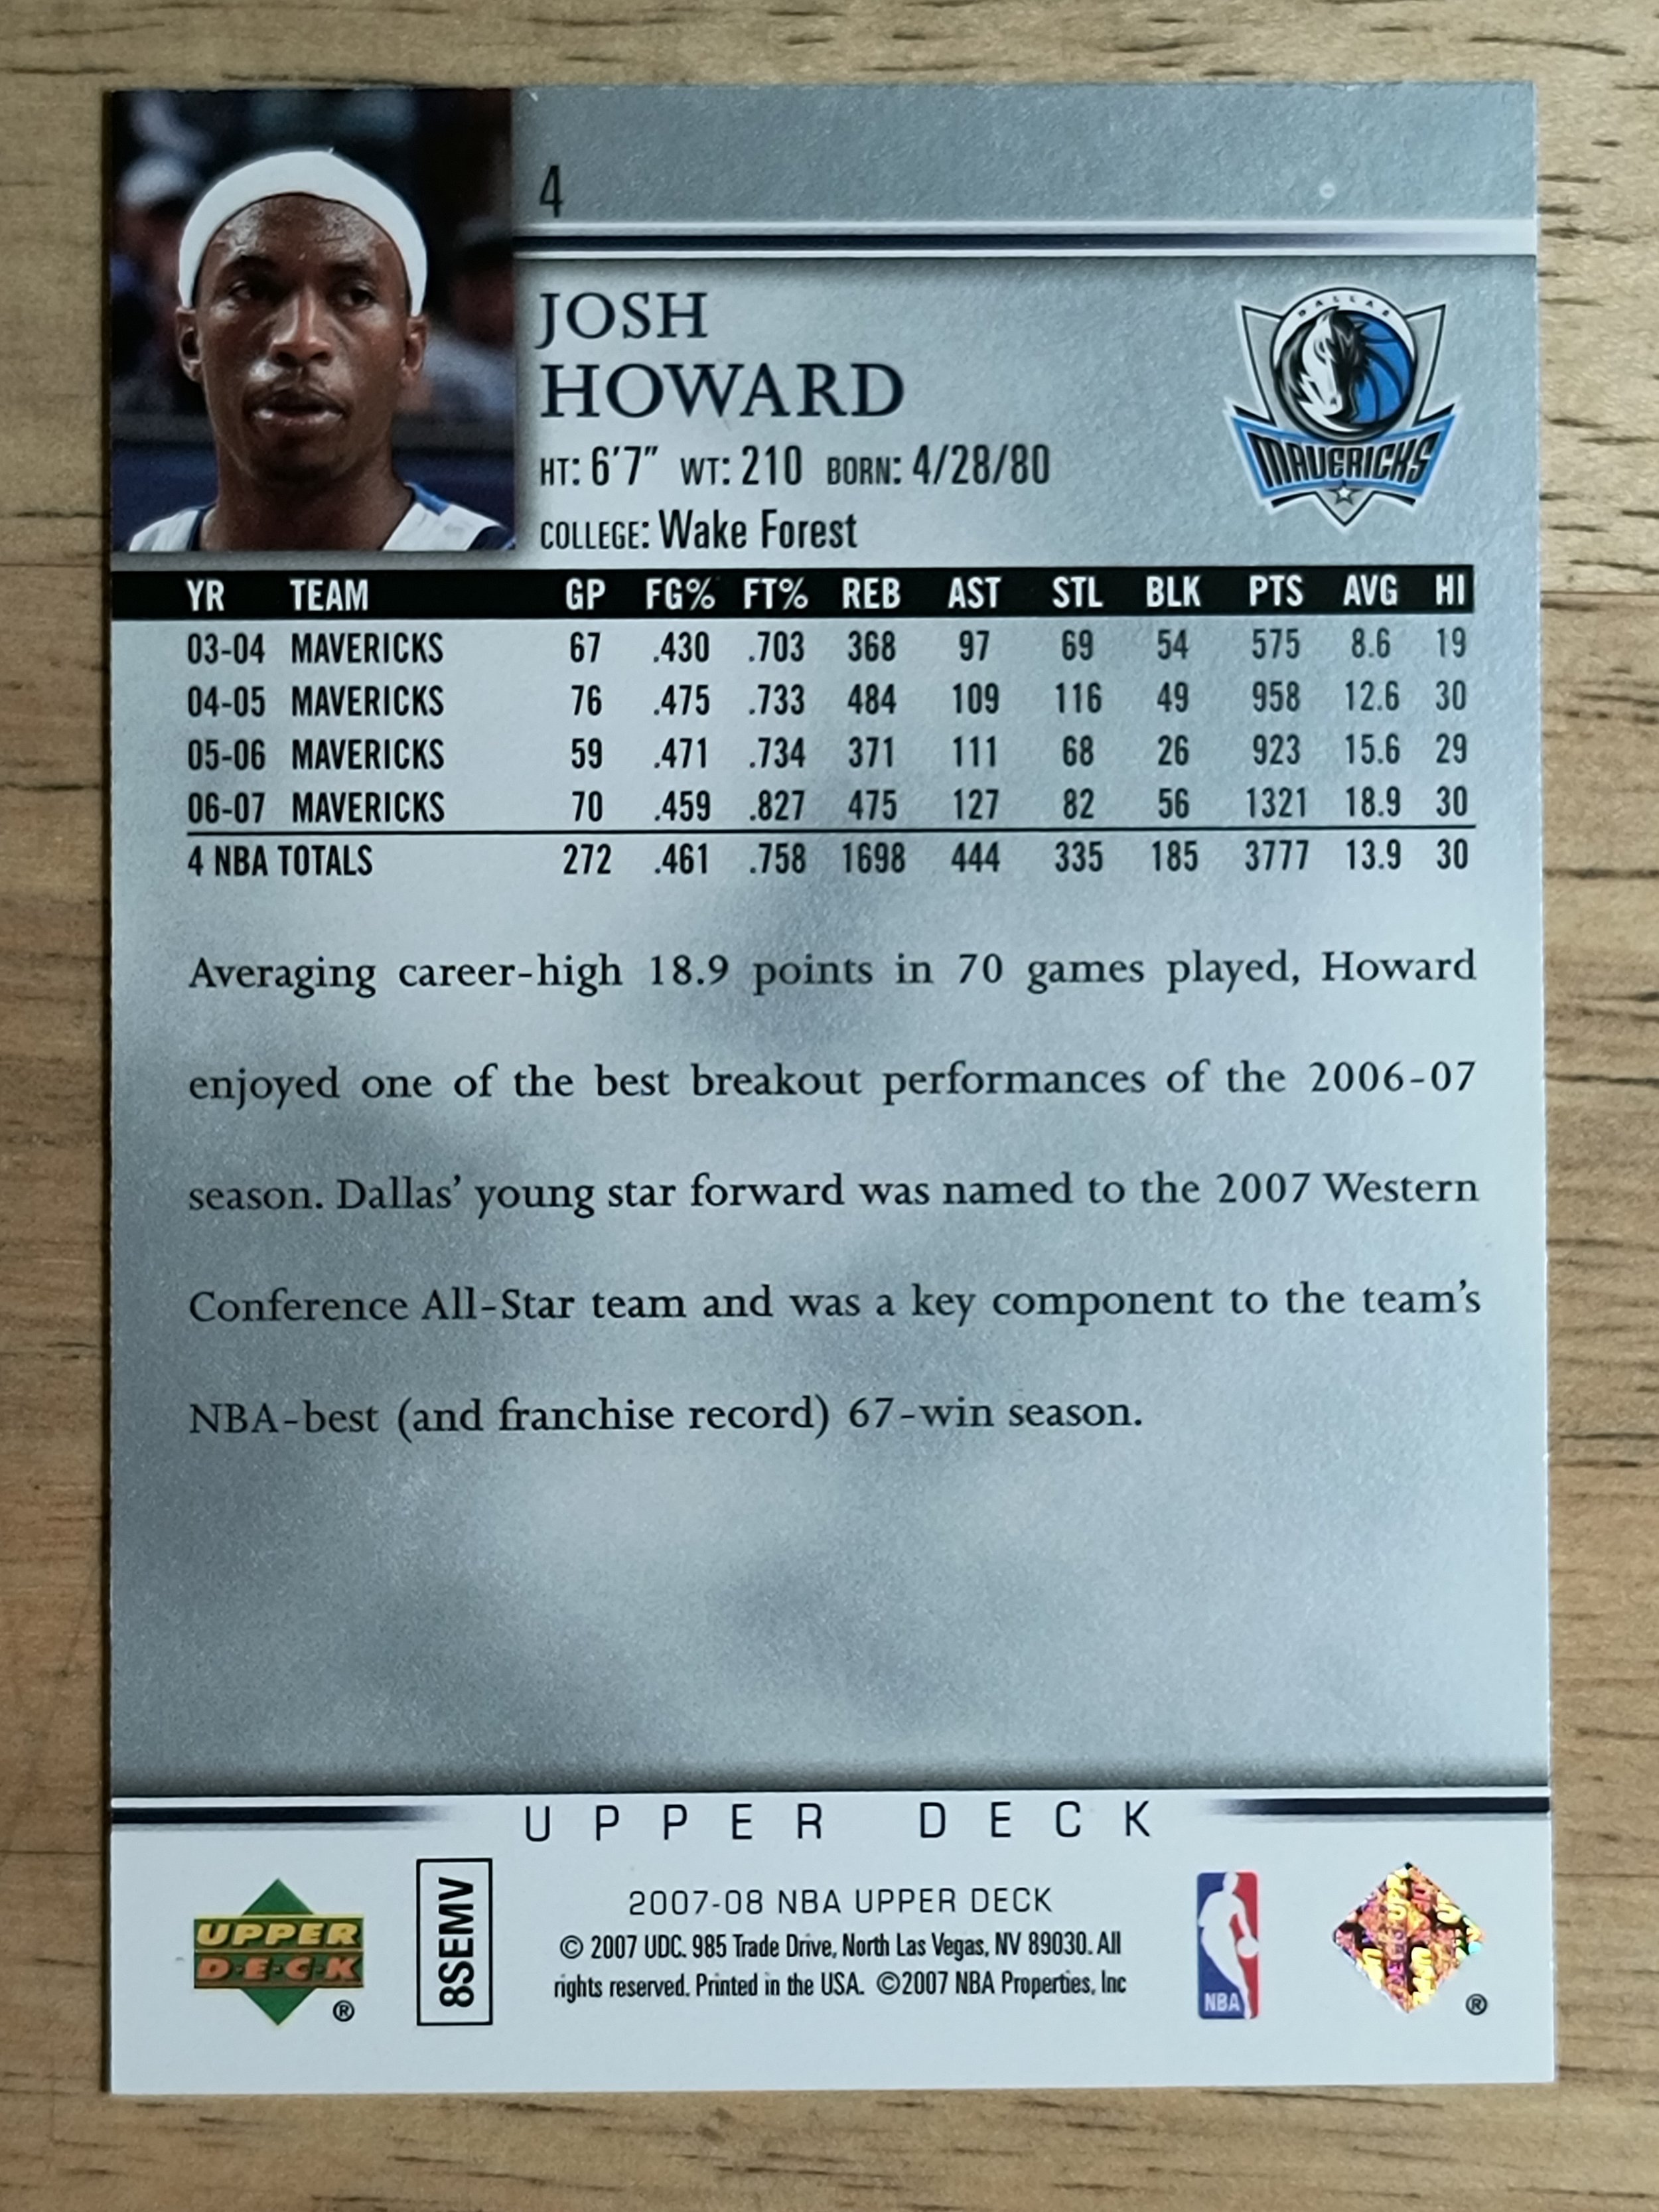 4
JOSH
HOWARD
HT: 6'7" WT: 210 BORN: 4/28/80
COLLEGE: Wake Forest
DALLAS
MAVERICKS
YR TEAM GP FG% FT% REB AST STL BLK PTS AVG HI
03-04 MAVERICKS 67 .430 .703 368 97 69 54 575 8.6 19
04-05 MAVERICKS 76 .475 .733 484 109 116 49 958 12.6 30
05-06 MAVERICKS 59 .471 .734 371 111 68 26 923 15.6 29
06-07 MAVERICKS 70 .459 .827 475 127 82 56 1321 18.9 30
4 NBA TOTALS 272 .461 .758 1698 444 335 185 3777 13.9 30
Averaging career-high 18.9 points in 70 games played, Howard
enjoyed one of the best breakout performances of the 2006-07
season. Dallas' young star forward was named to the 2007 Western
Conference All-Star team and was a key component to the team's
NBA-best (and franchise record) 67-win season.
UPPER DECK
UPPER
D·E·C·K
®
8SEMV
2007-08 NBA UPPER DECK
© 2007 UDC. 985 Trade Drive, North Las Vegas, NV 89030. All
rights reserved. Printed in the USA. ©2007 NBA Properties, Inc
NBA
®